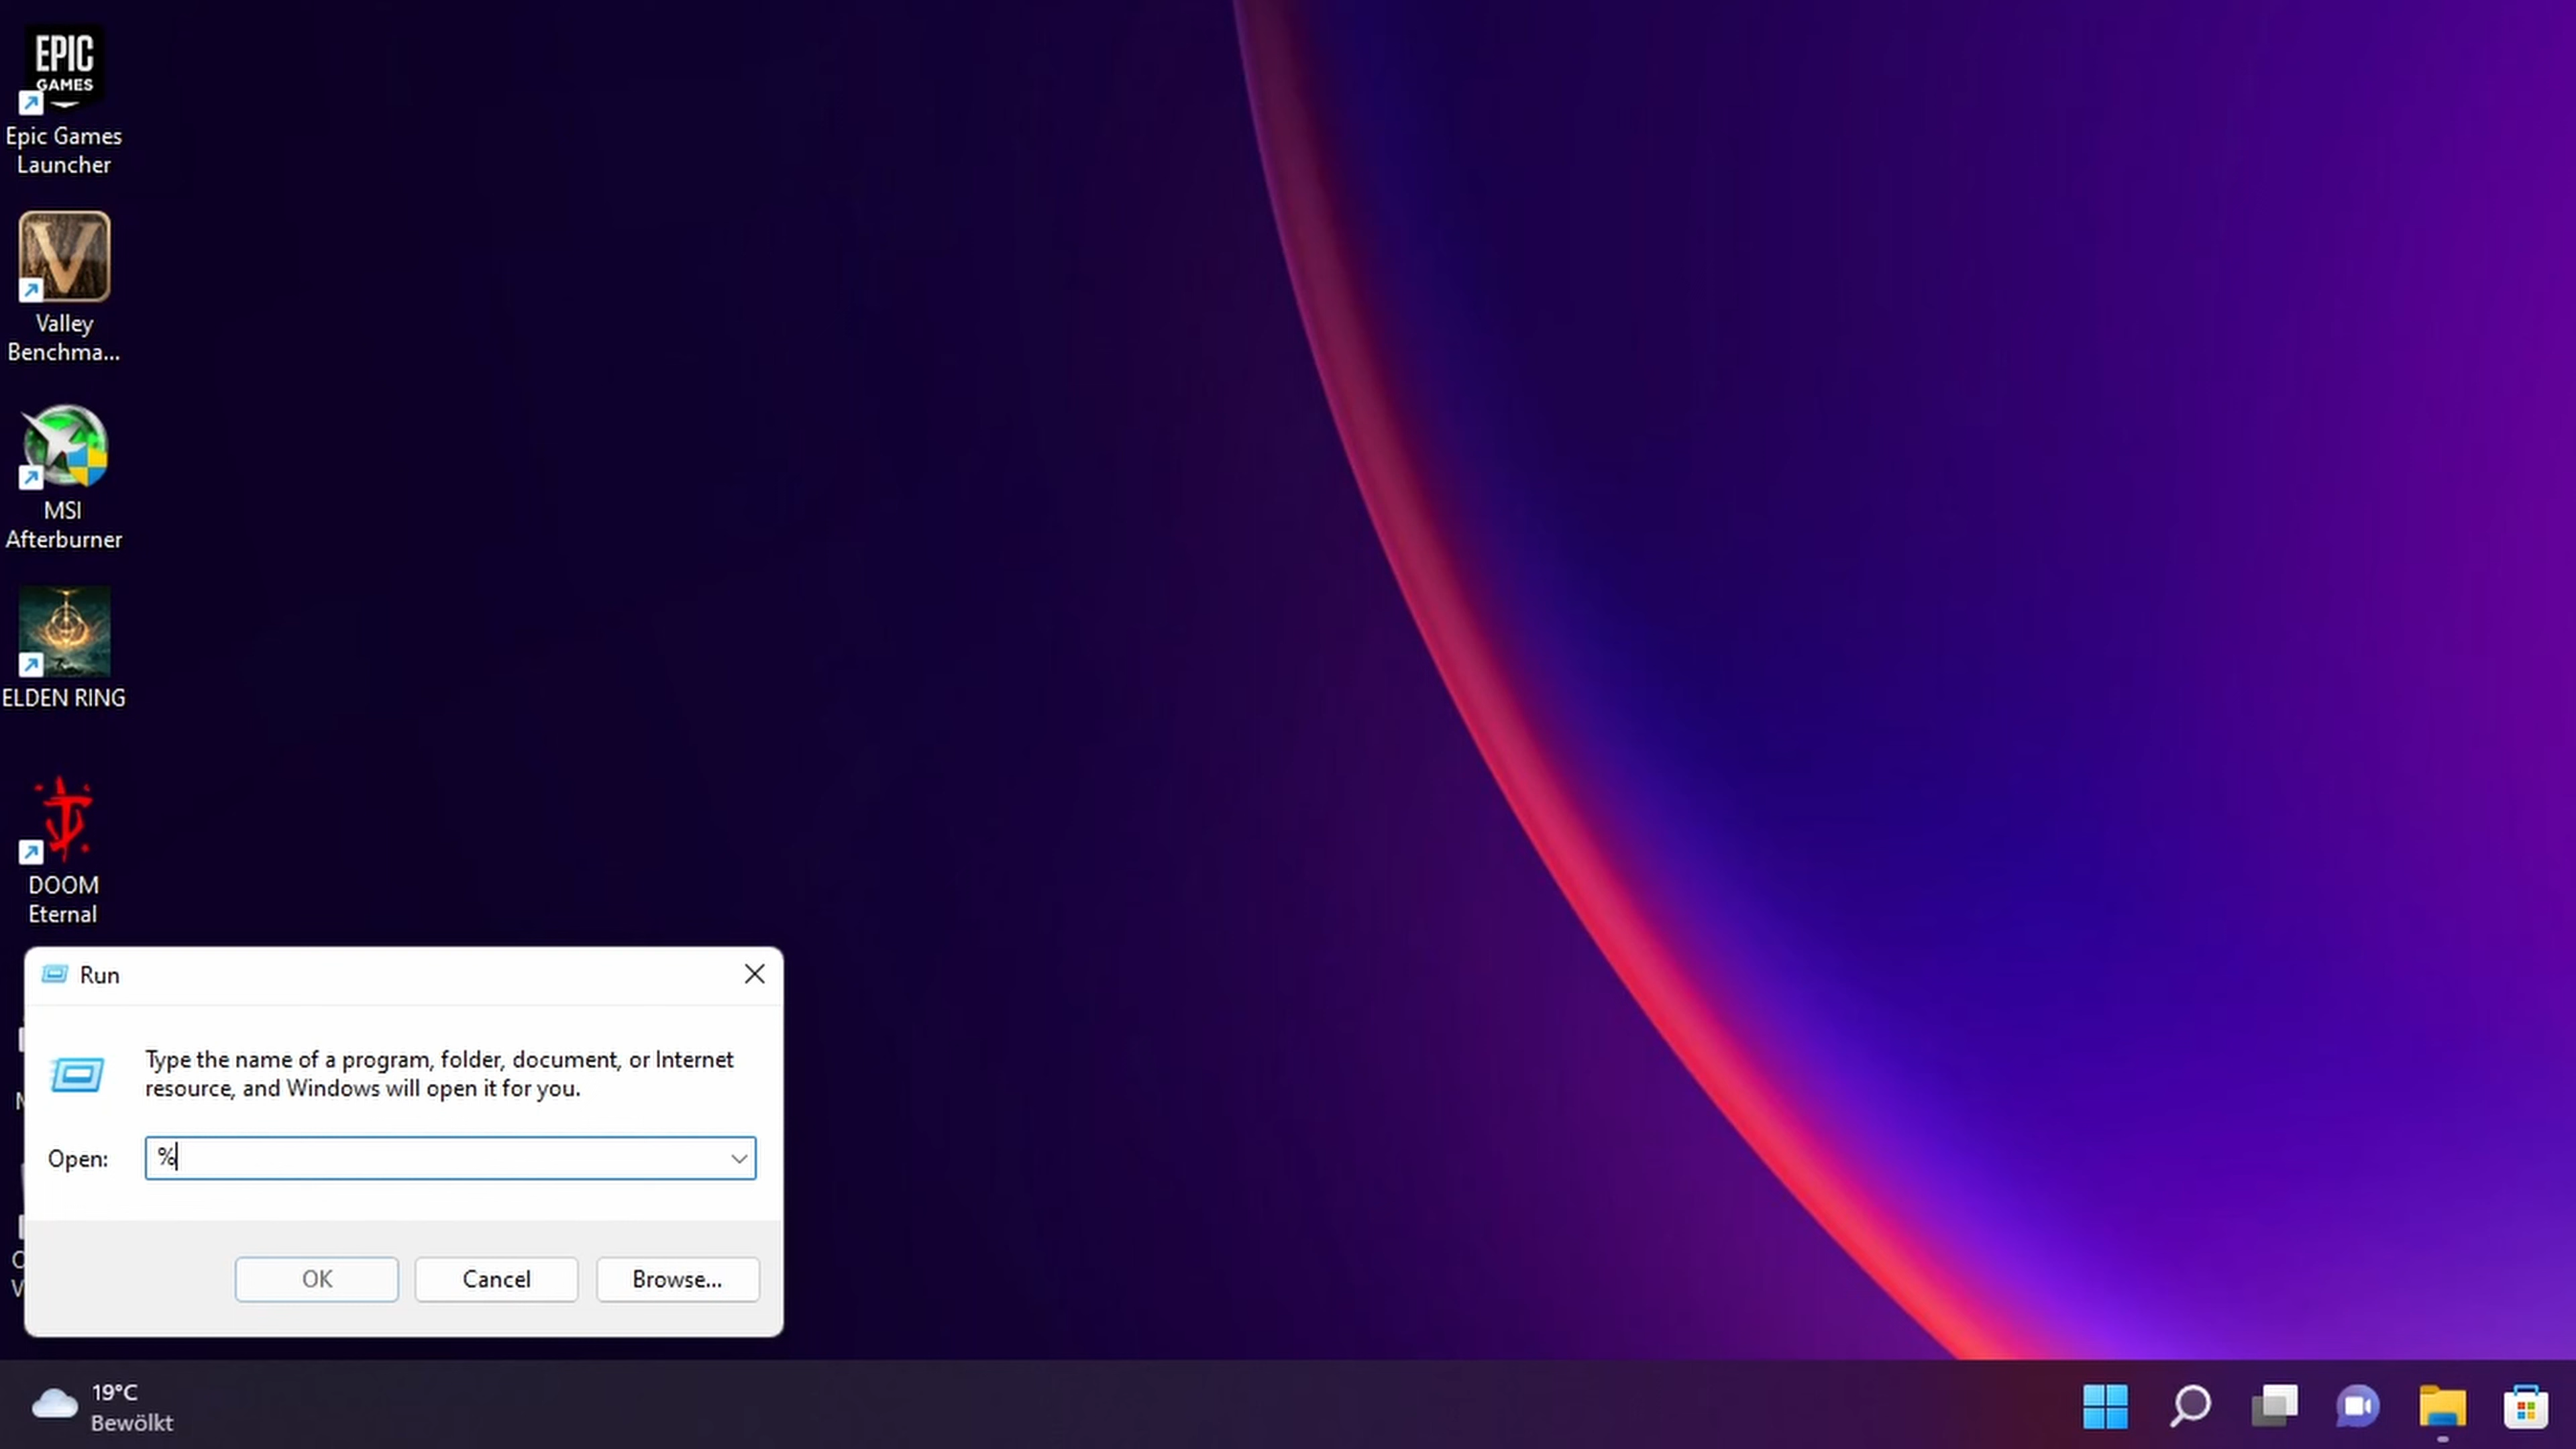 EPIC
GAMES
Epic Games
Launcher
V
Valley
Benchma...
MSI
Afterburner
ELDEN RING
DOOM
Eternal
Run
Type the name of a program, folder, document, or Internet
resource, and Windows will open it for you.
Open:
%
OK
Cancel
Browse...
19°C
Bewölkt